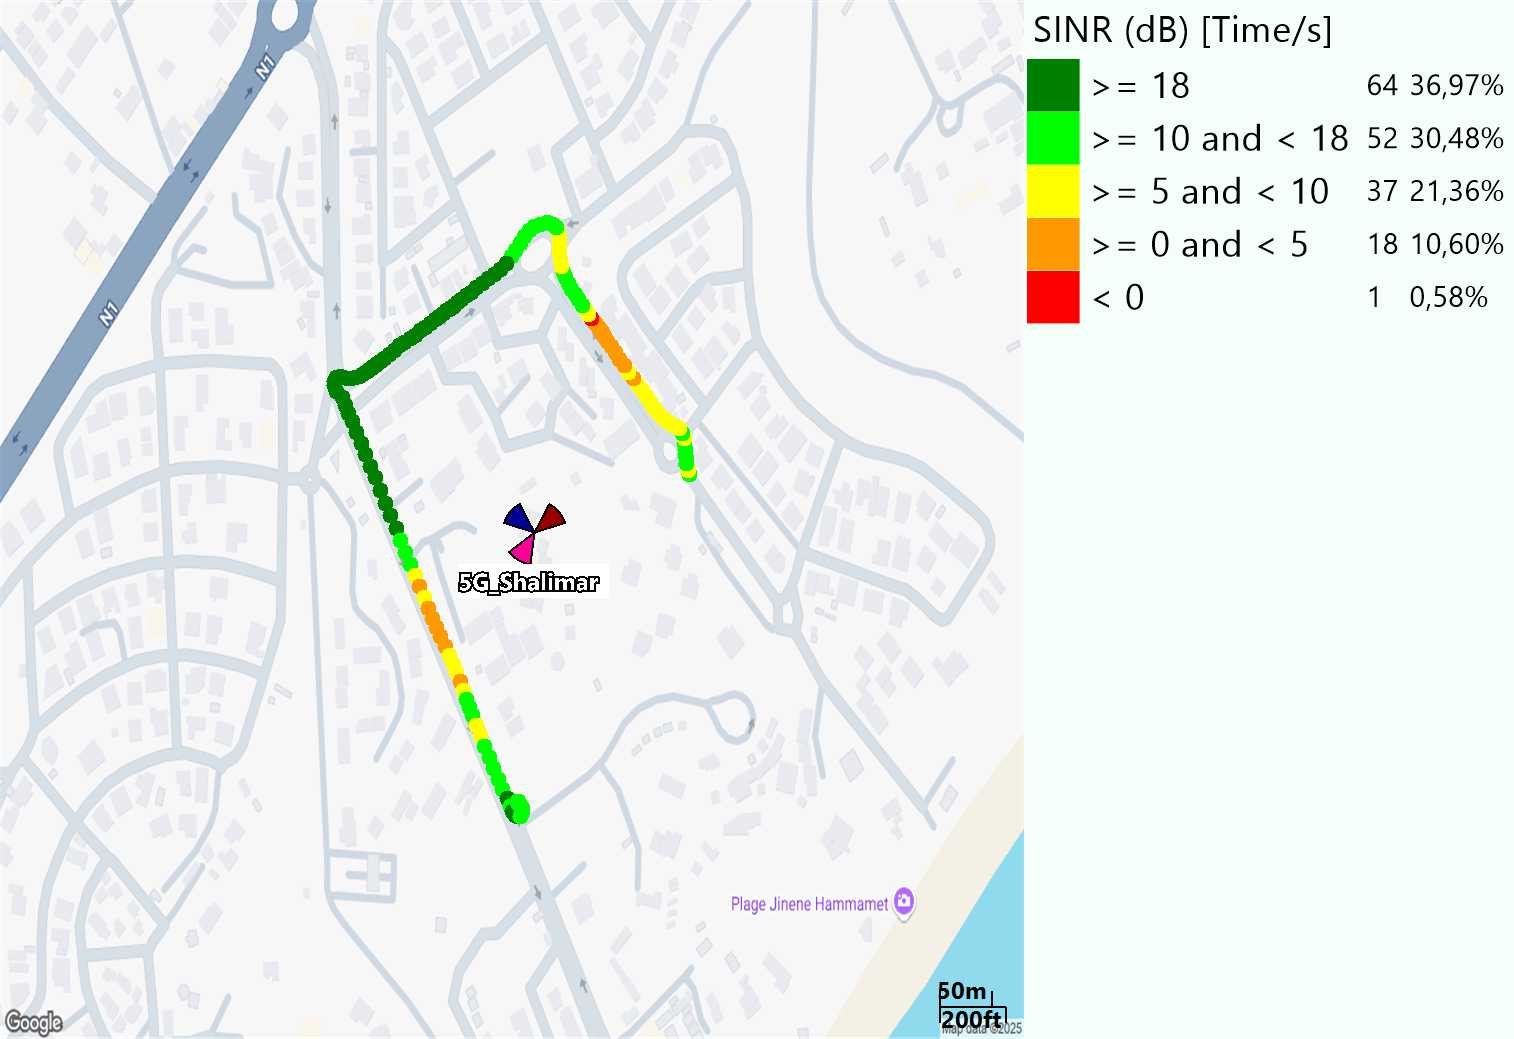 SINR (dB) [Time/s]
>= 18 64 36,97%
>= 10 and < 18 52 30,48%
>= 5 and < 10 37 21,36%
>= 0 and < 5 18 10,60%
< 0 1 0,58%
N1
N1
5G_Shalimar
Plage Jinene Hammamet
50m
200ft
Map data ©2025
Google